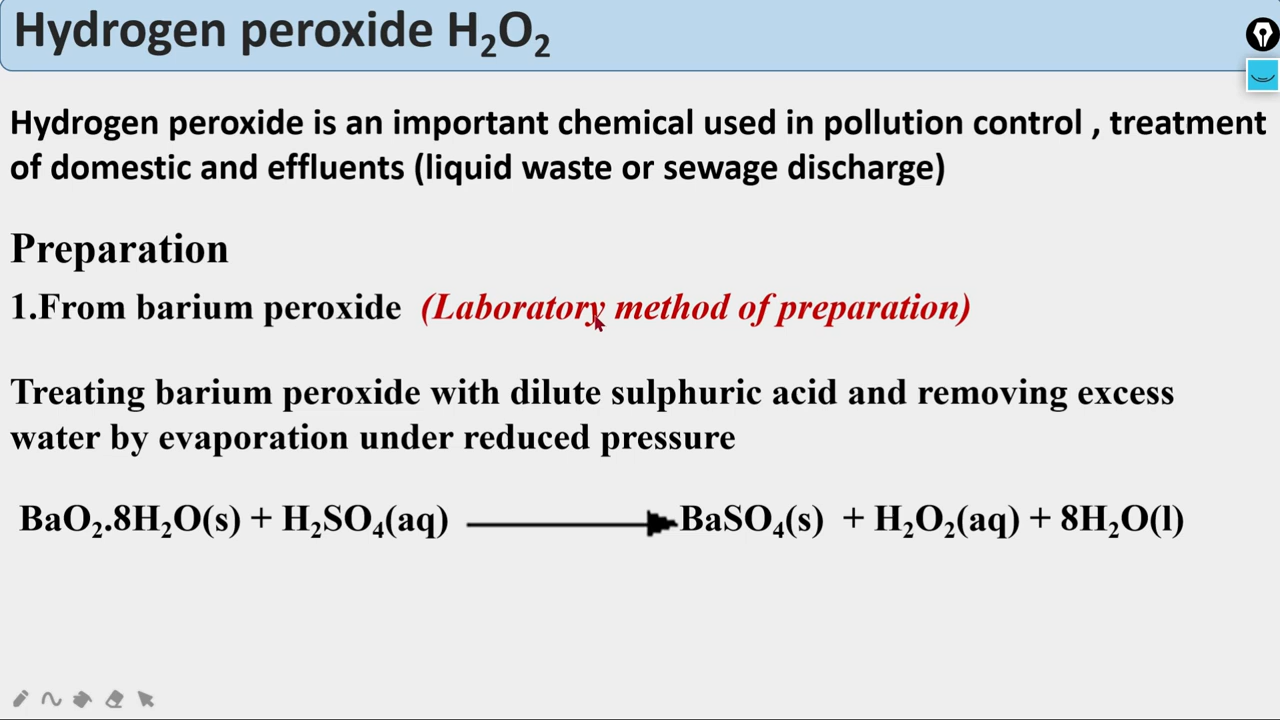 Hydrogen peroxide H₂O₂
Hydrogen peroxide is an important chemical used in pollution control , treatment
of domestic and effluents (liquid waste or sewage discharge)
Preparation
1.From barium peroxide (Laboratory method of preparation)
Treating barium peroxide with dilute sulphuric acid and removing excess
water by evaporation under reduced pressure
BaO₂.8H₂O(s) + H₂SO₄(aq) ⟶ BaSO₄(s) + H₂O₂(aq) + 8H₂O(l)